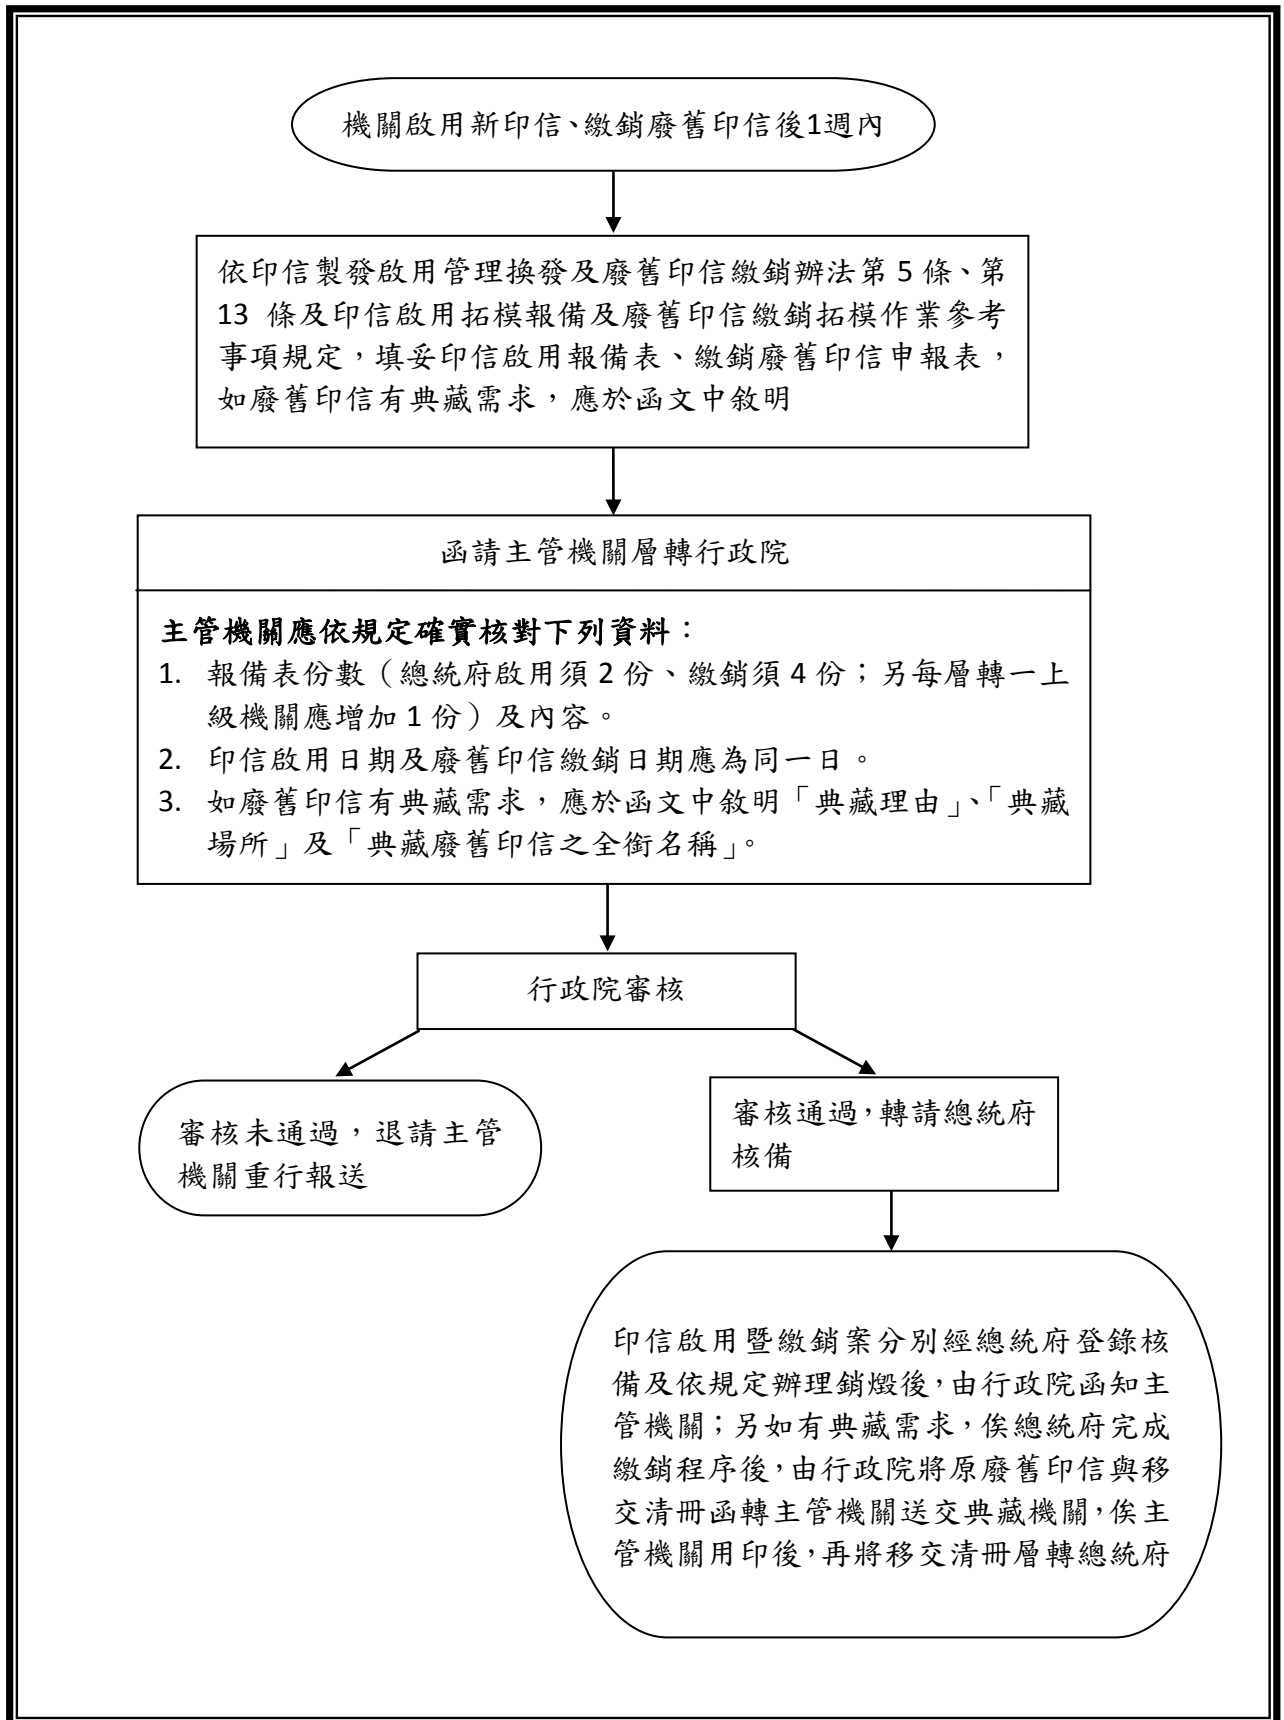 機關啟用新印信、繳銷廢舊印信後1週內
依印信製發啟用管理換發及廢舊印信繳銷辦法第 5 條、第
13 條及印信啟用拓模報備及廢舊印信繳銷拓模作業參考
事項規定，填妥印信啟用報備表、繳銷廢舊印信申報表，
如廢舊印信有典藏需求，應於函文中敘明
函請主管機關層轉行政院
主管機關應依規定確實核對下列資料：
1. 報備表份數（總統府啟用須 2 份、繳銷須 4 份；另每層轉一上
級機關應增加 1 份）及內容。
2. 印信啟用日期及廢舊印信繳銷日期應為同一日。
3. 如廢舊印信有典藏需求，應於函文中敘明「典藏理由」、「典藏
場所」及「典藏廢舊印信之全銜名稱」。
行政院審核
審核未通過，退請主管
機關重行報送
審核通過，轉請總統府
核備
印信啟用暨繳銷案分別經總統府登錄核
備及依規定辦理銷燬後，由行政院函知主
管機關；另如有典藏需求，俟總統府完成
繳銷程序後，由行政院將原廢舊印信與移
交清冊函轉主管機關送交典藏機關，俟主
管機關用印後，再將移交清冊層轉總統府